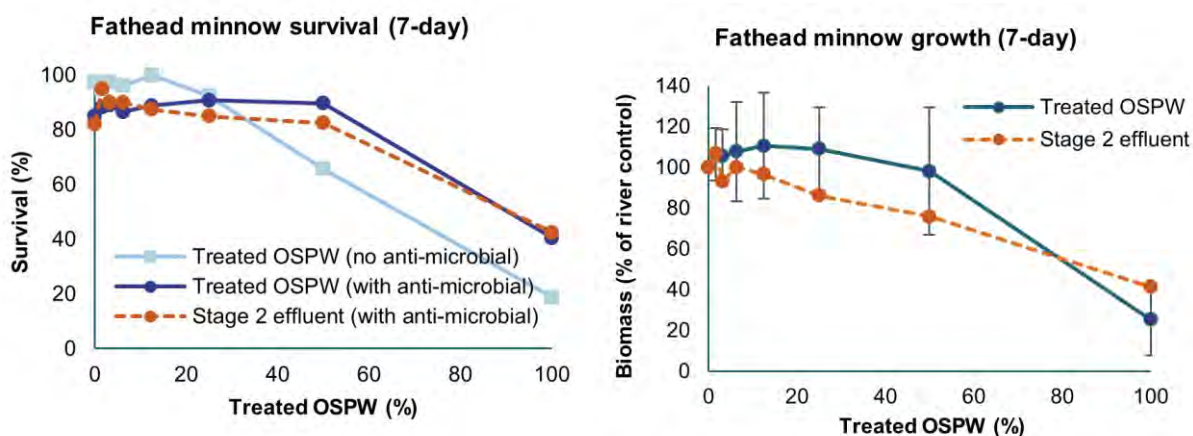 Fathead minnow survival (7-day)
Survival (%)
100
80
60
40
20
0
Treated OSPW (no anti-microbial)
Treated OSPW (with anti-microbial)
Stage 2 effluent (with anti-microbial)
0 20 40 60 80 100
Treated OSPW (%)
Fathead minnow growth (7-day)
Biomass (% of river control)
140
120
100
80
60
40
20
0
Treated OSPW
Stage 2 effluent
0 20 40 60 80 100
Treated OSPW (%)